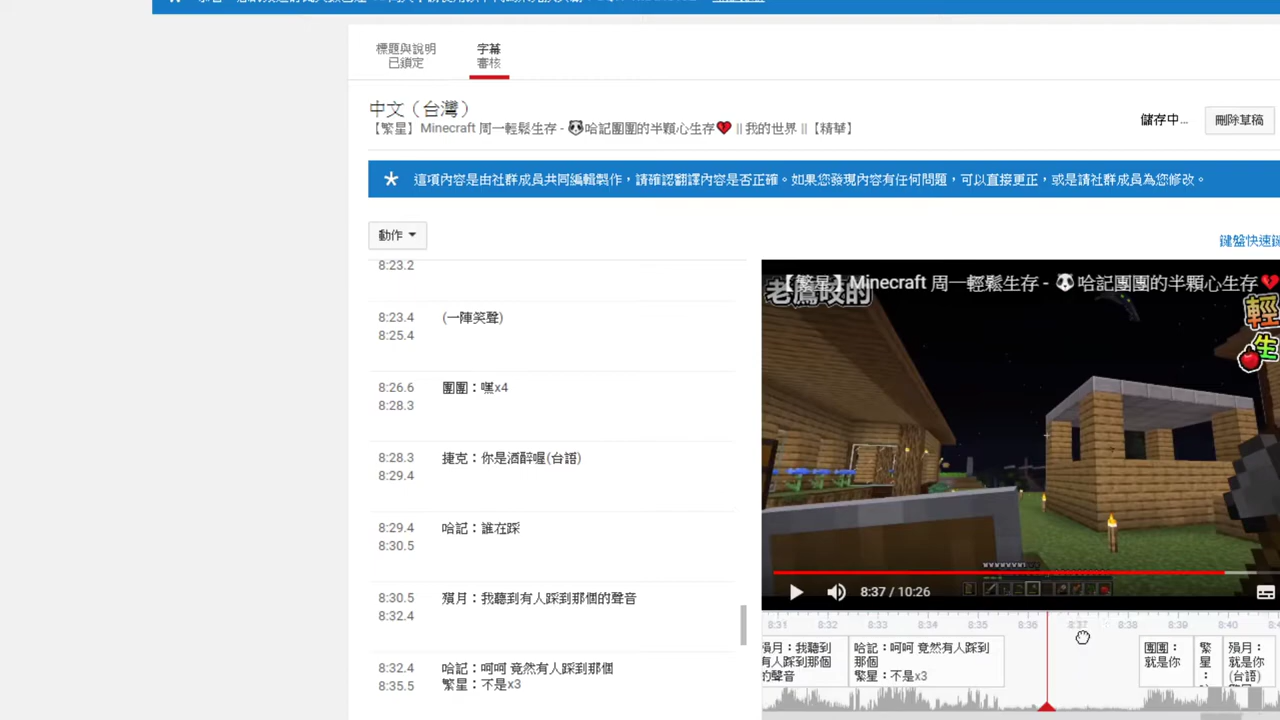 標題與說明
已鎖定
字幕
審核
中文（台灣）
【繁星】Minecraft 周一輕鬆生存 - 🐼哈記團團的半顆心生存💔 || 我的世界 ||【精華】
儲存中...
刪除草稿
這項內容是由社群成員共同編輯製作，請確認翻譯內容是否正確。如果您發現內容有任何問題，可以直接更正，或是請社群成員為您修改。
動作
鍵盤快速鍵
8:23.2
8:23.4
(一陣笑聲)
8:25.4
8:26.6
團團：嘿x4
8:28.3
8:28.3
捷克：你是酒醉喔(台語)
8:29.4
8:29.4
哈記：誰在踩
8:30.5
8:30.5
殞月：我聽到有人踩到那個的聲音
8:32.4
8:32.4
哈記：呵呵 竟然有人踩到那個
8:35.5
繁星：不是x3
【繁星】Minecraft 周一輕鬆生存 - 🐼哈記團團的半顆心生存💔
老鷹哎的
輕
生
8:37 / 10:26
8:31 8:32 8:33 8:34 8:35 8:36 8:37 8:38 8:39 8:40
殞月：我聽到
有人踩到那個
的聲音
哈記：呵呵 竟然有人踩到
那個
繁星：不是x3
團團：
就是你
繁
星
：
殞月：
就是你
(台語)